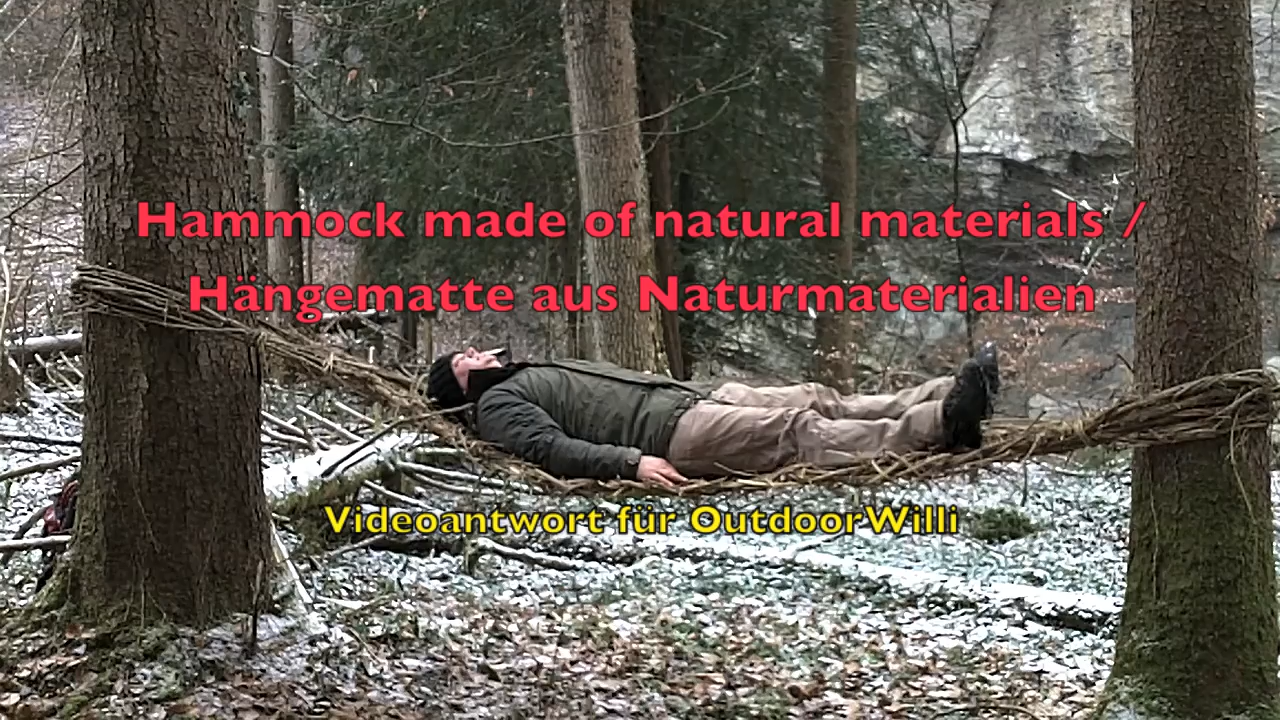 Hammock made of natural materials /
Hängematte aus Naturmaterialien
Videoantwort für OutdoorWilli